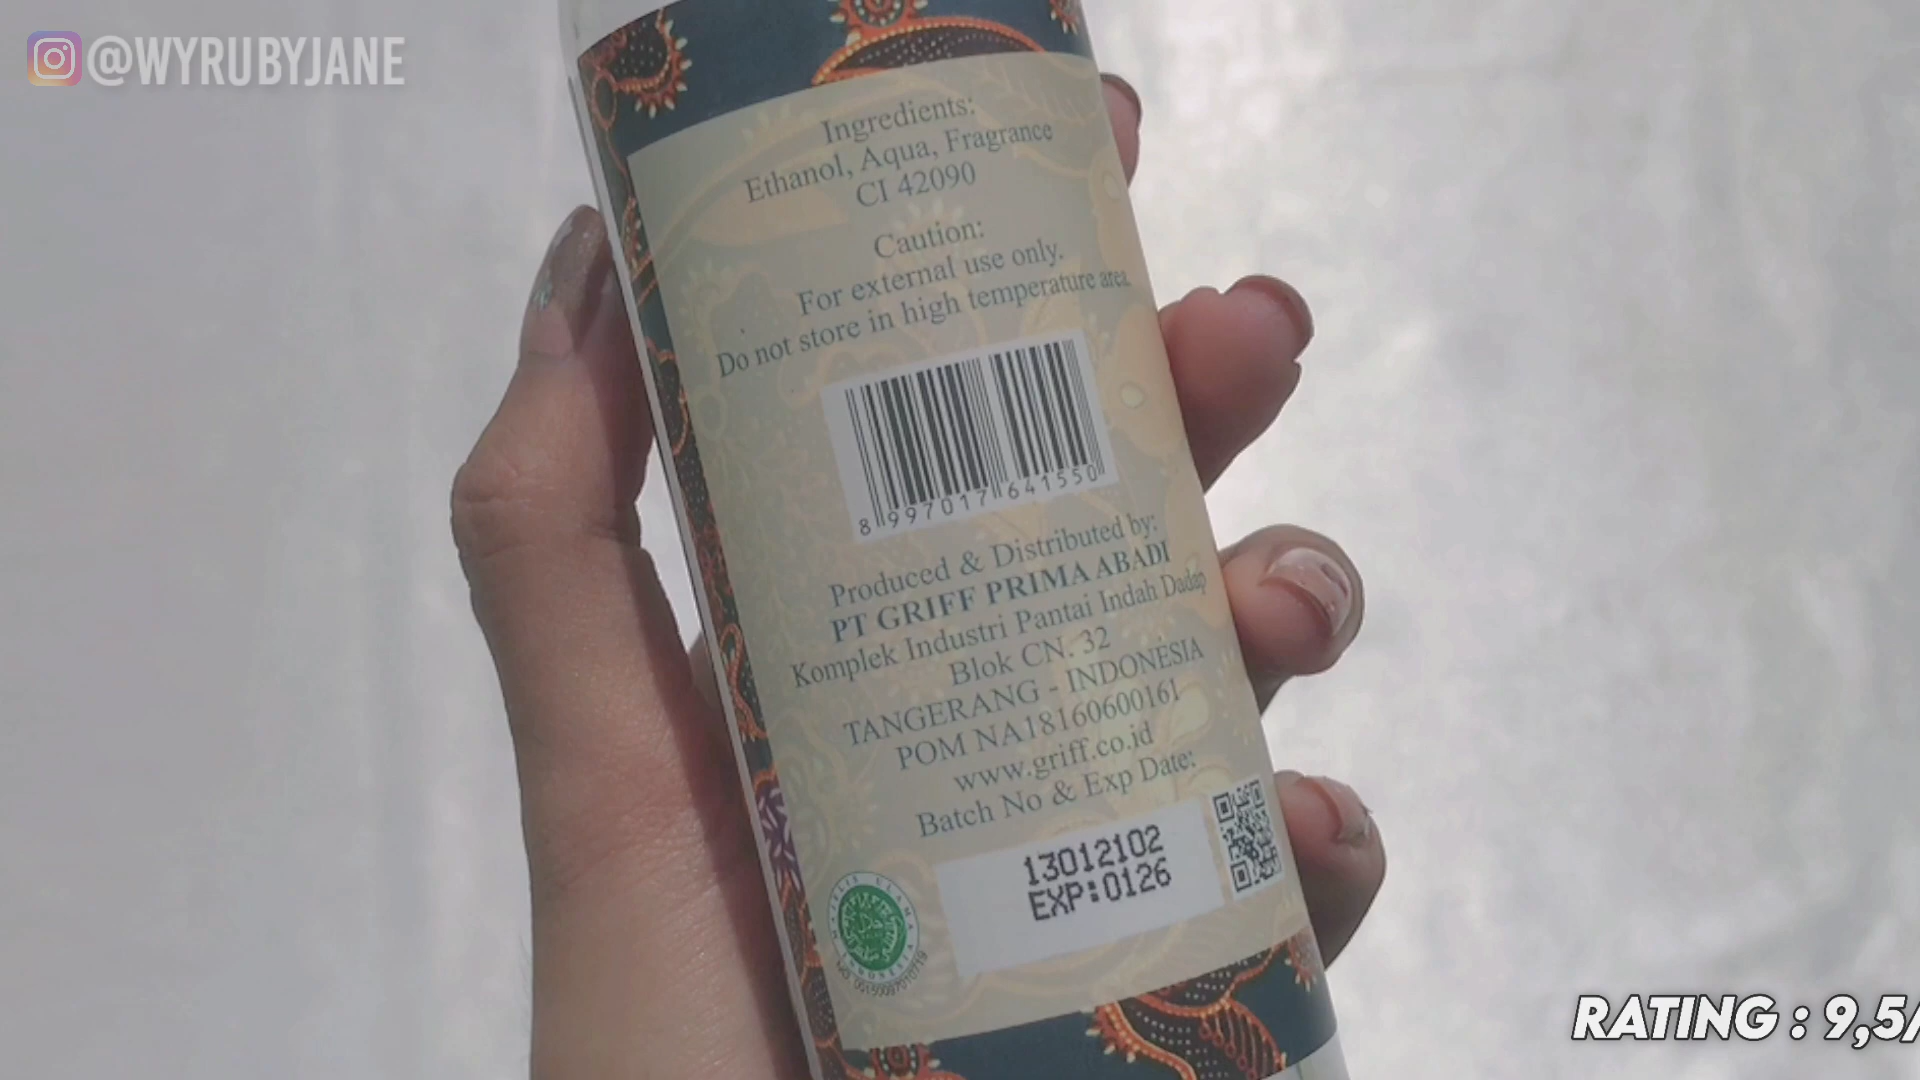 @WYRUBYJANE
Ingredients:
Ethanol, Aqua, Fragrance
CI 42090
Caution:
For external use only.
Do not store in high temperature area.
8 997017 641550
Produced & Distributed by:
PT GRIFF PRIMA ABADI
Komplek Industri Pantai Indah Dadap
Blok CN. 32
TANGERANG - INDONESIA
POM NA18160600161
www.griff.co.id
Batch No & Exp Date:
13012102
EXP:0126
RATING : 9,5/